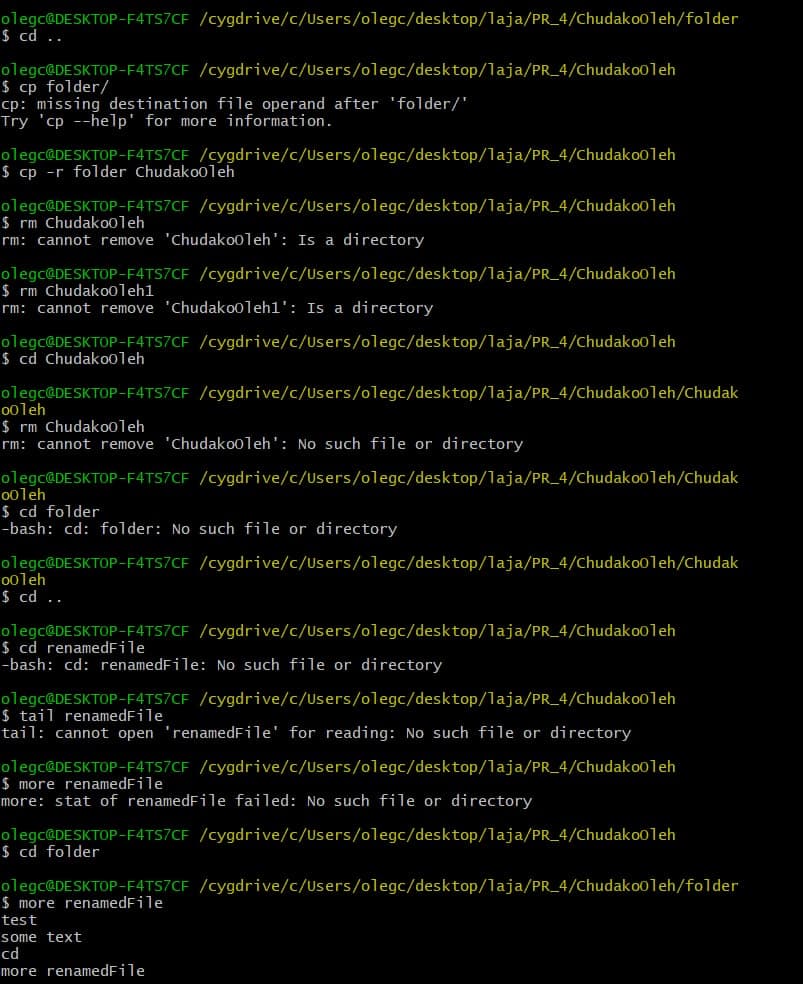 olegc@DESKTOP-F4TS7CF /cygdrive/c/Users/olegc/desktop/laja/PR_4/ChudakoOleh/folder
$ cd ..
olegc@DESKTOP-F4TS7CF /cygdrive/c/Users/olegc/desktop/laja/PR_4/ChudakoOleh
$ cp folder/
cp: missing destination file operand after 'folder/'
Try 'cp --help' for more information.
olegc@DESKTOP-F4TS7CF /cygdrive/c/Users/olegc/desktop/laja/PR_4/ChudakoOleh
$ cp -r folder ChudakoOleh
olegc@DESKTOP-F4TS7CF /cygdrive/c/Users/olegc/desktop/laja/PR_4/ChudakoOleh
$ rm ChudakoOleh
rm: cannot remove 'ChudakoOleh': Is a directory
olegc@DESKTOP-F4TS7CF /cygdrive/c/Users/olegc/desktop/laja/PR_4/ChudakoOleh
$ rm ChudakoOleh1
rm: cannot remove 'ChudakoOleh1': Is a directory
olegc@DESKTOP-F4TS7CF /cygdrive/c/Users/olegc/desktop/laja/PR_4/ChudakoOleh
$ cd ChudakoOleh
olegc@DESKTOP-F4TS7CF /cygdrive/c/Users/olegc/desktop/laja/PR_4/ChudakoOleh/Chudak
oOleh
$ rm ChudakoOleh
rm: cannot remove 'ChudakoOleh': No such file or directory
olegc@DESKTOP-F4TS7CF /cygdrive/c/Users/olegc/desktop/laja/PR_4/ChudakoOleh/Chudak
oOleh
$ cd folder
-bash: cd: folder: No such file or directory
olegc@DESKTOP-F4TS7CF /cygdrive/c/Users/olegc/desktop/laja/PR_4/ChudakoOleh/Chudak
oOleh
$ cd ..
olegc@DESKTOP-F4TS7CF /cygdrive/c/Users/olegc/desktop/laja/PR_4/ChudakoOleh
$ cd renamedFile
-bash: cd: renamedFile: No such file or directory
olegc@DESKTOP-F4TS7CF /cygdrive/c/Users/olegc/desktop/laja/PR_4/ChudakoOleh
$ tail renamedFile
tail: cannot open 'renamedFile' for reading: No such file or directory
olegc@DESKTOP-F4TS7CF /cygdrive/c/Users/olegc/desktop/laja/PR_4/ChudakoOleh
$ more renamedFile
more: stat of renamedFile failed: No such file or directory
olegc@DESKTOP-F4TS7CF /cygdrive/c/Users/olegc/desktop/laja/PR_4/ChudakoOleh
$ cd folder
olegc@DESKTOP-F4TS7CF /cygdrive/c/Users/olegc/desktop/laja/PR_4/ChudakoOleh/folder
$ more renamedFile
test
some text
cd
more renamedFile